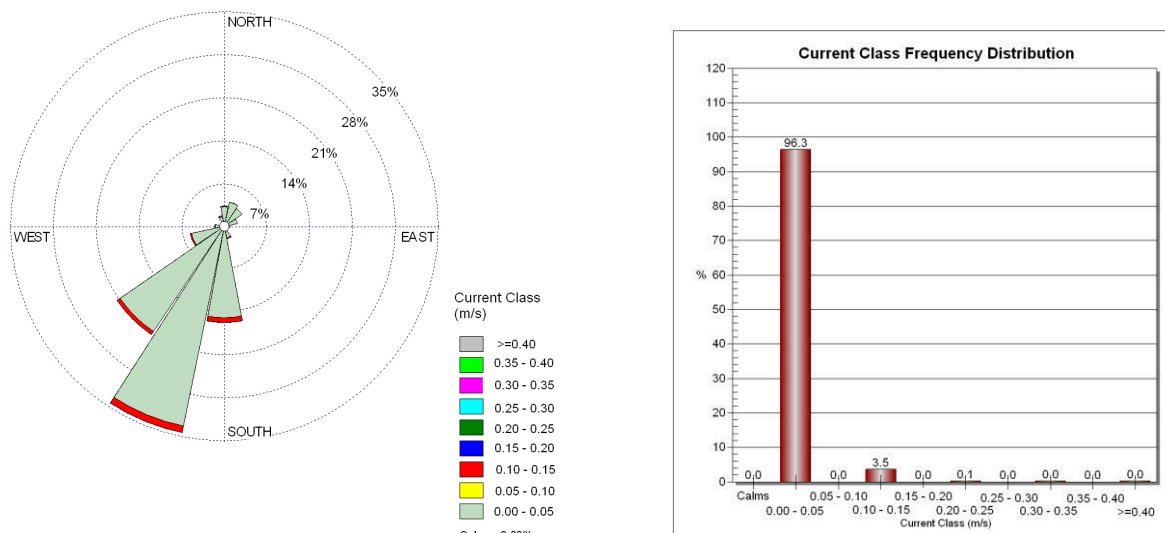 NORTH
35%
28%
21%
14%
7%
WEST
EAST
SOUTH
Current Class
(m/s)
>=0.40
0.35 - 0.40
0.30 - 0.35
0.25 - 0.30
0.20 - 0.25
0.15 - 0.20
0.10 - 0.15
0.05 - 0.10
0.00 - 0.05
Current Class Frequency Distribution
120
110
100
90
80
70
60
50
40
30
20
10
0
%
0.0
96.3
0.0
3.5
0.0
0.1
0.0
0.0
0.0
0.0
Calms
0.00 - 0.05
0.05 - 0.10
0.10 - 0.15
0.15 - 0.20
0.20 - 0.25
0.25 - 0.30
0.30 - 0.35
0.35 - 0.40
>=0.40
Current Class (m/s)